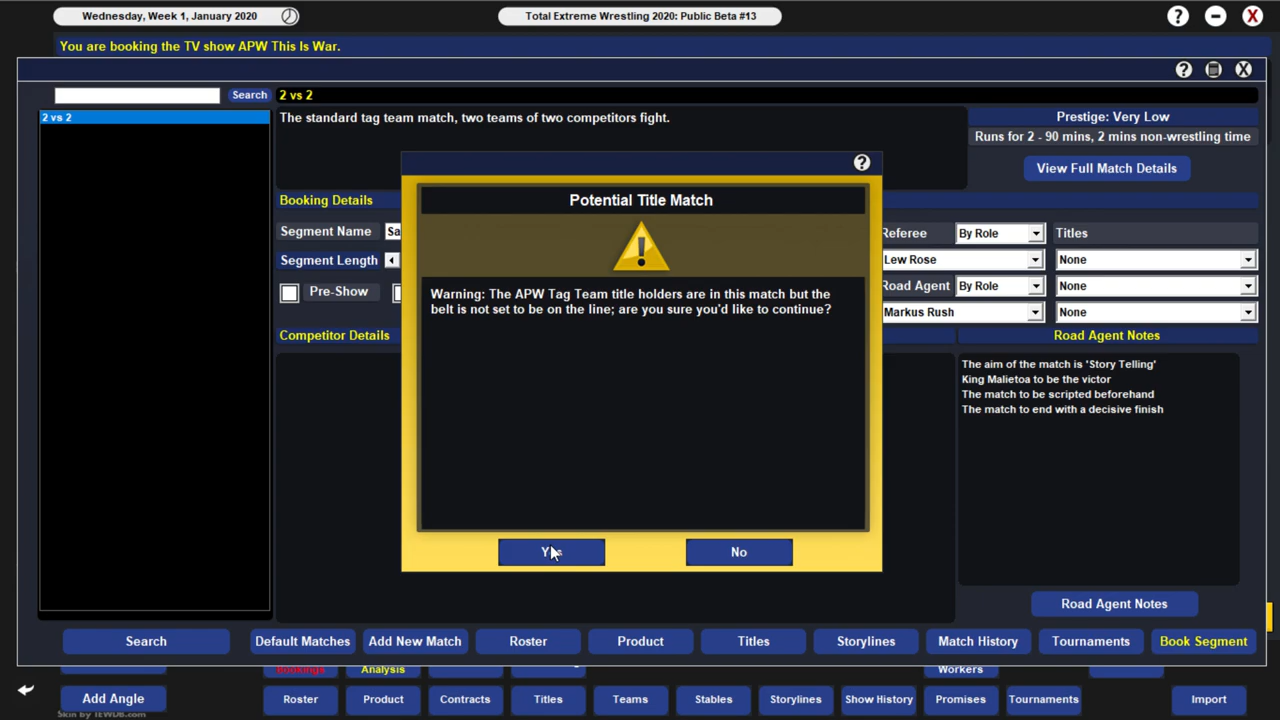 Wednesday, Week 1, January 2020
Total Extreme Wrestling 2020: Public Beta #13
You are booking the TV show APW This Is War.
Search
2 vs 2
2 vs 2
The standard tag team match, two teams of two competitors fight.
Prestige: Very Low
Runs for 2 - 90 mins, 2 mins non-wrestling time
View Full Match Details
Potential Title Match
Booking Details
Segment Name
Sa
Referee
By Role
Titles
Segment Length
Lew Rose
None
Pre-Show
Road Agent
By Role
None
Warning: The APW Tag Team title holders are in this match but the
belt is not set to be on the line; are you sure you'd like to continue?
Markus Rush
None
Competitor Details
Road Agent Notes
The aim of the match is 'Story Telling'
King Malietoa to be the victor
The match to be scripted beforehand
The match to end with a decisive finish
Yes
No
Road Agent Notes
Search
Default Matches
Add New Match
Roster
Product
Titles
Storylines
Match History
Tournaments
Book Segment
Bookings
Analysis
Workers
Add Angle
Roster
Product
Contracts
Titles
Teams
Stables
Storylines
Show History
Promises
Tournaments
Import
Skin by TEWDB.com